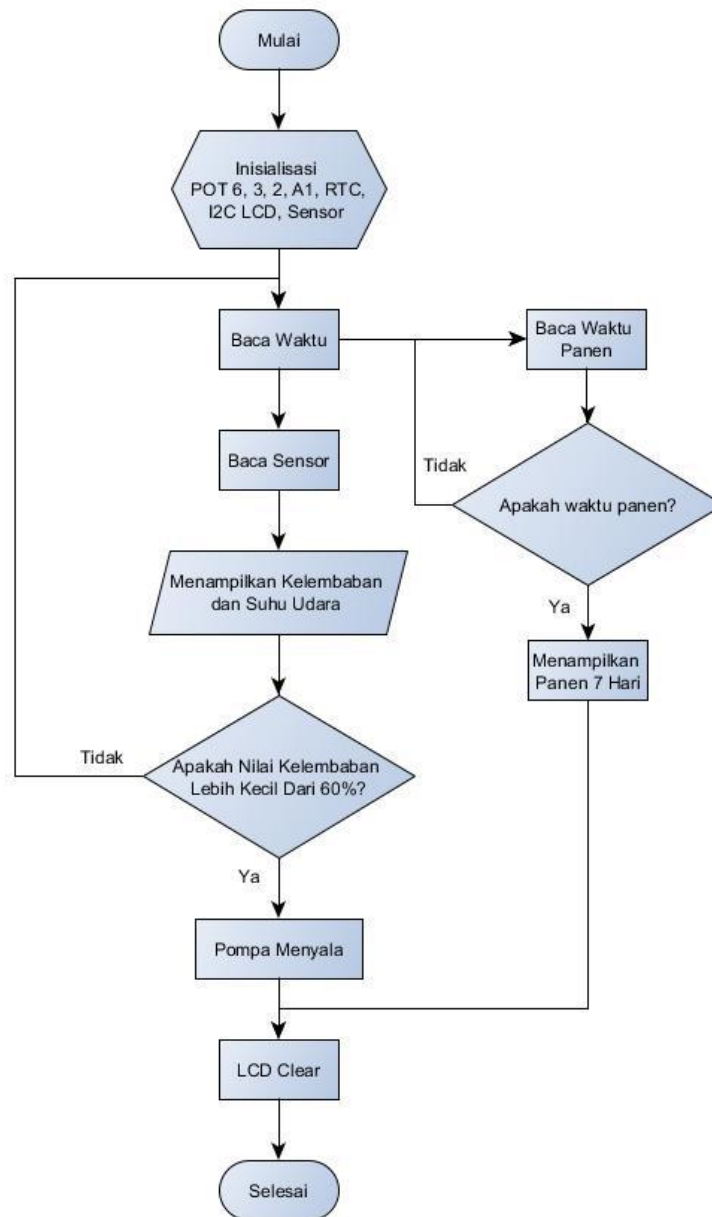 Mulai
Inisialisasi
POT 6, 3, 2, A1, RTC,
I2C LCD, Sensor
Baca Waktu
Baca Waktu
Panen
Baca Sensor
Tidak
Apakah waktu panen?
Menampilkan Kelembaban
dan Suhu Udara
Ya
Menampilkan
Panen 7 Hari
Tidak
Apakah Nilai Kelembaban
Lebih Kecil Dari 60%?
Ya
Pompa Menyala
LCD Clear
Selesai